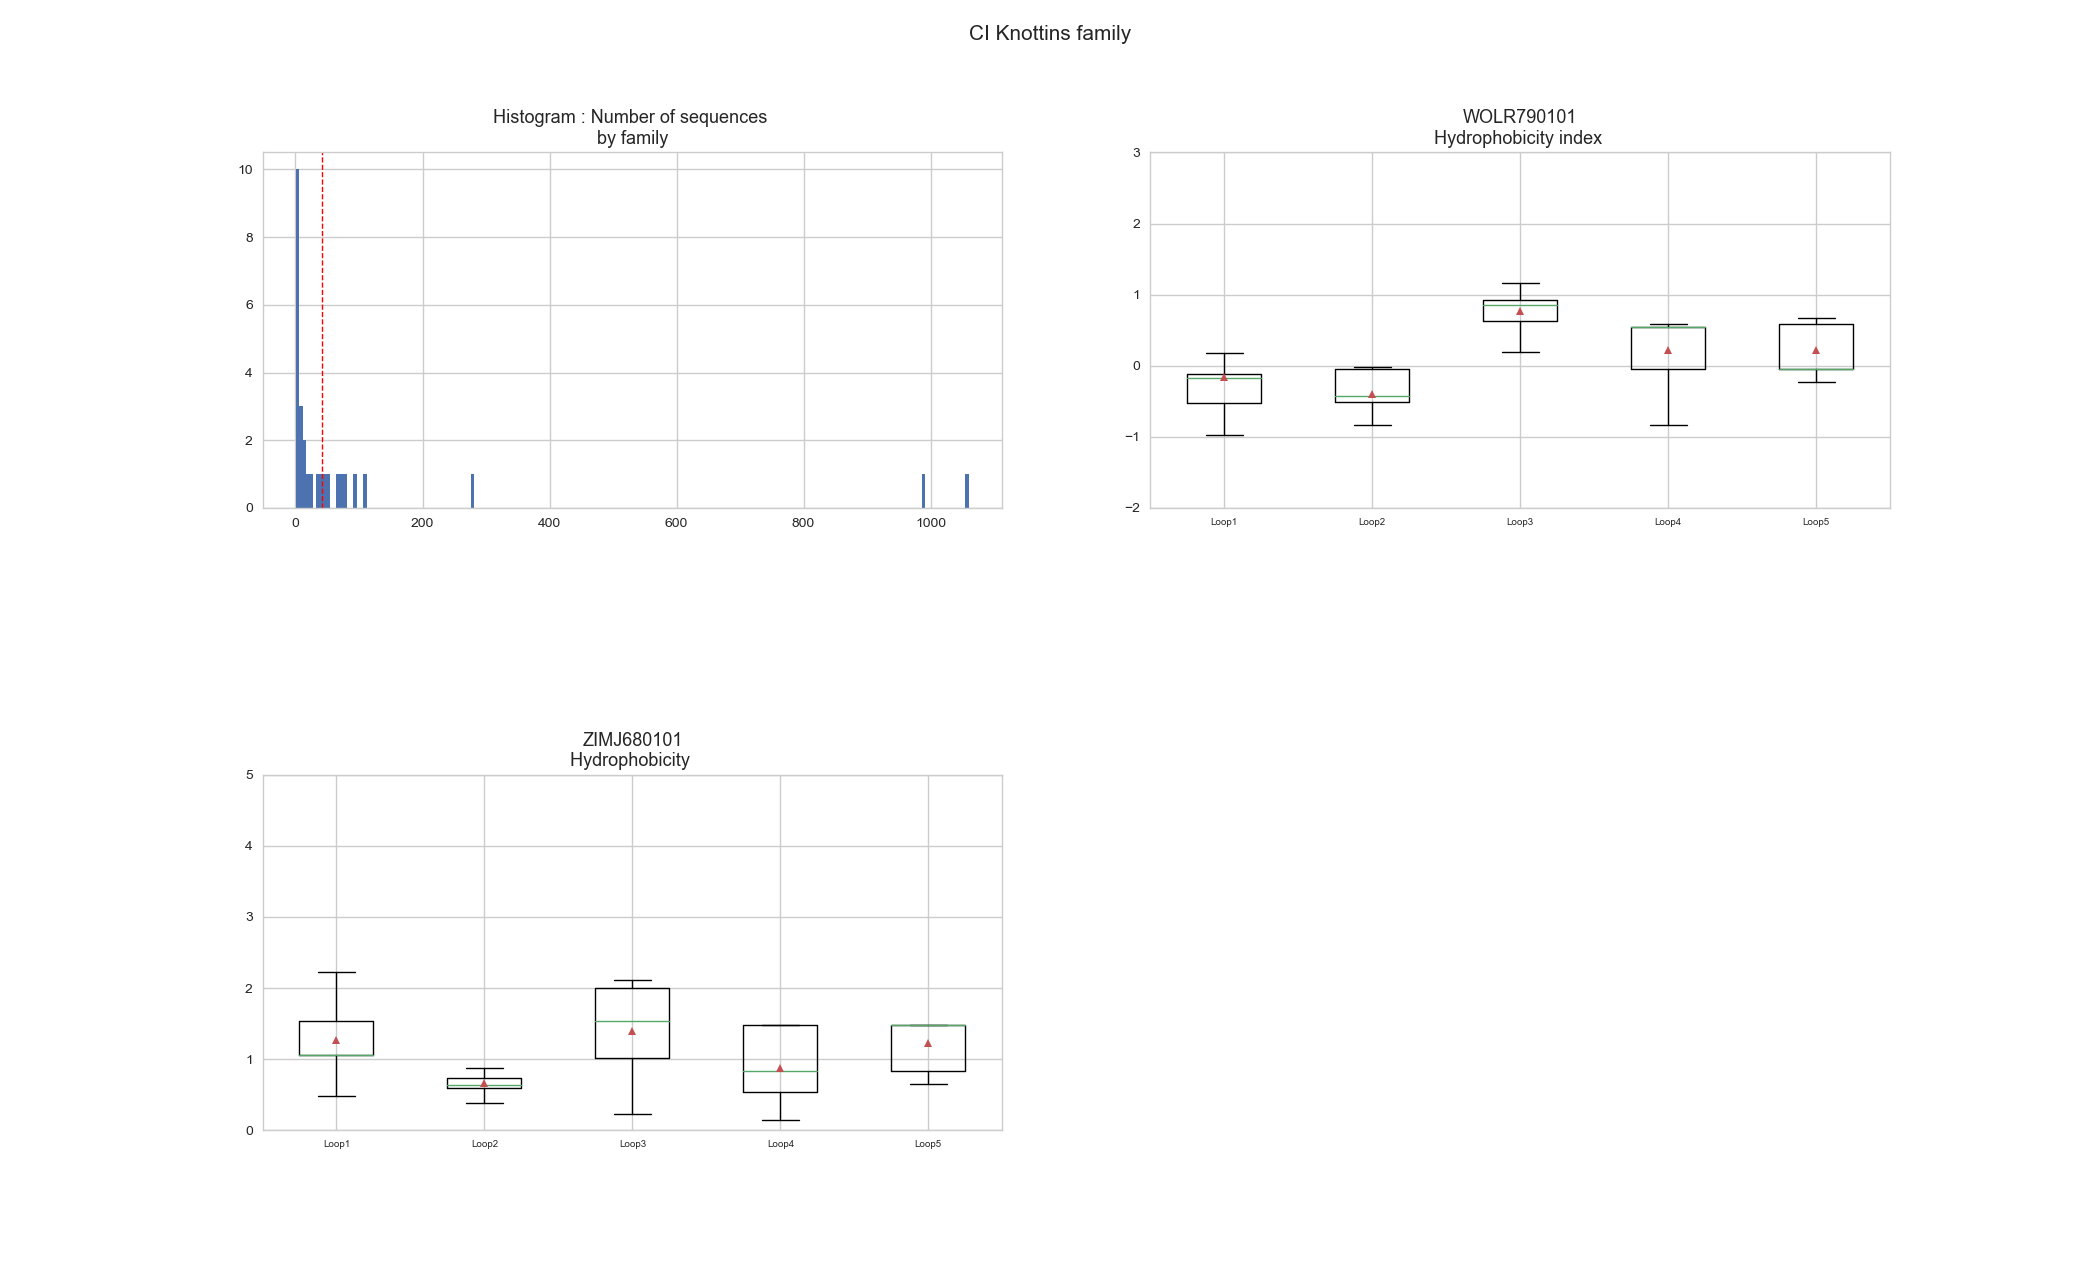 CI Knottins family
Histogram : Number of sequences
by family
10
8
6
4
2
0
0 200 400 600 800 1000
WOLR790101
Hydrophobicity index
3
2
1
0
−1
−2
Loop1 Loop2 Loop3 Loop4 Loop5
ZIMJ680101
Hydrophobicity
5
4
3
2
1
0
Loop1 Loop2 Loop3 Loop4 Loop5